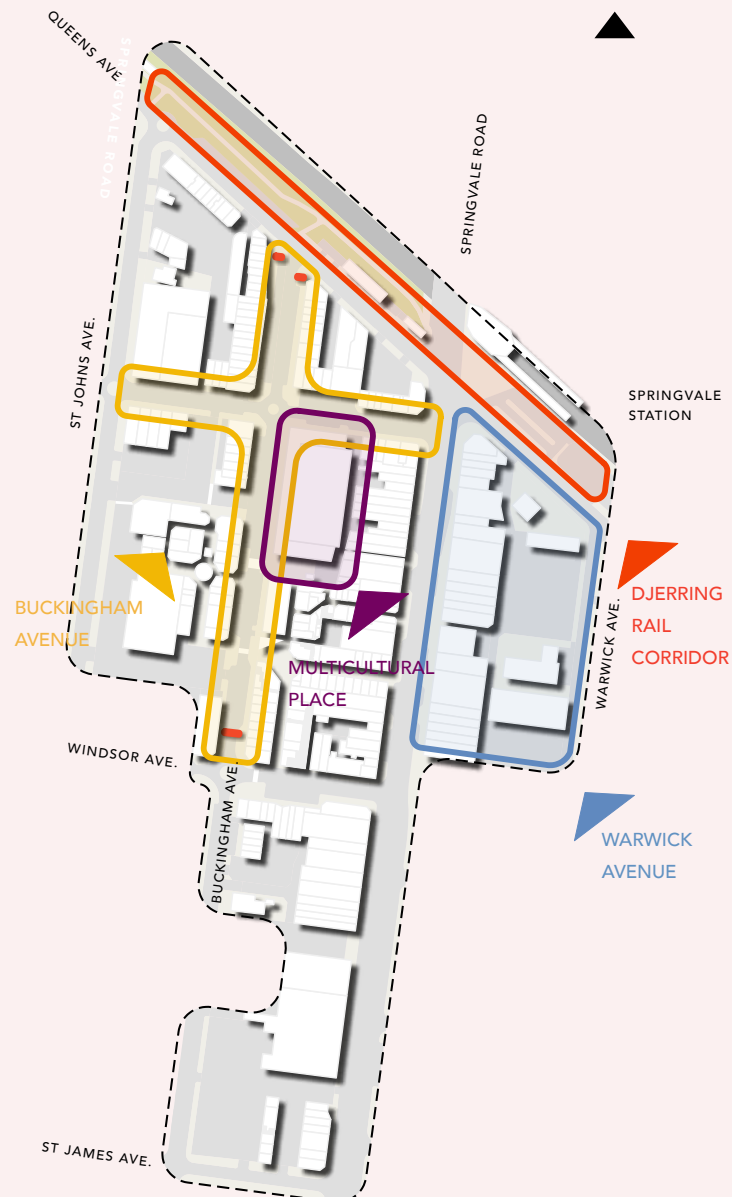 QUEENS AVE.
SPRINGVALE ROAD
SPRINGVALE ROAD
ST JOHNS AVE.
SPRINGVALE
STATION
BUCKINGHAM
AVENUE
DJERRING
RAIL
CORRIDOR
MULTICULTURAL
PLACE
WARWICK AVE.
WINDSOR AVE.
BUCKINGHAM AVE.
WARWICK
AVENUE
ST JAMES AVE.